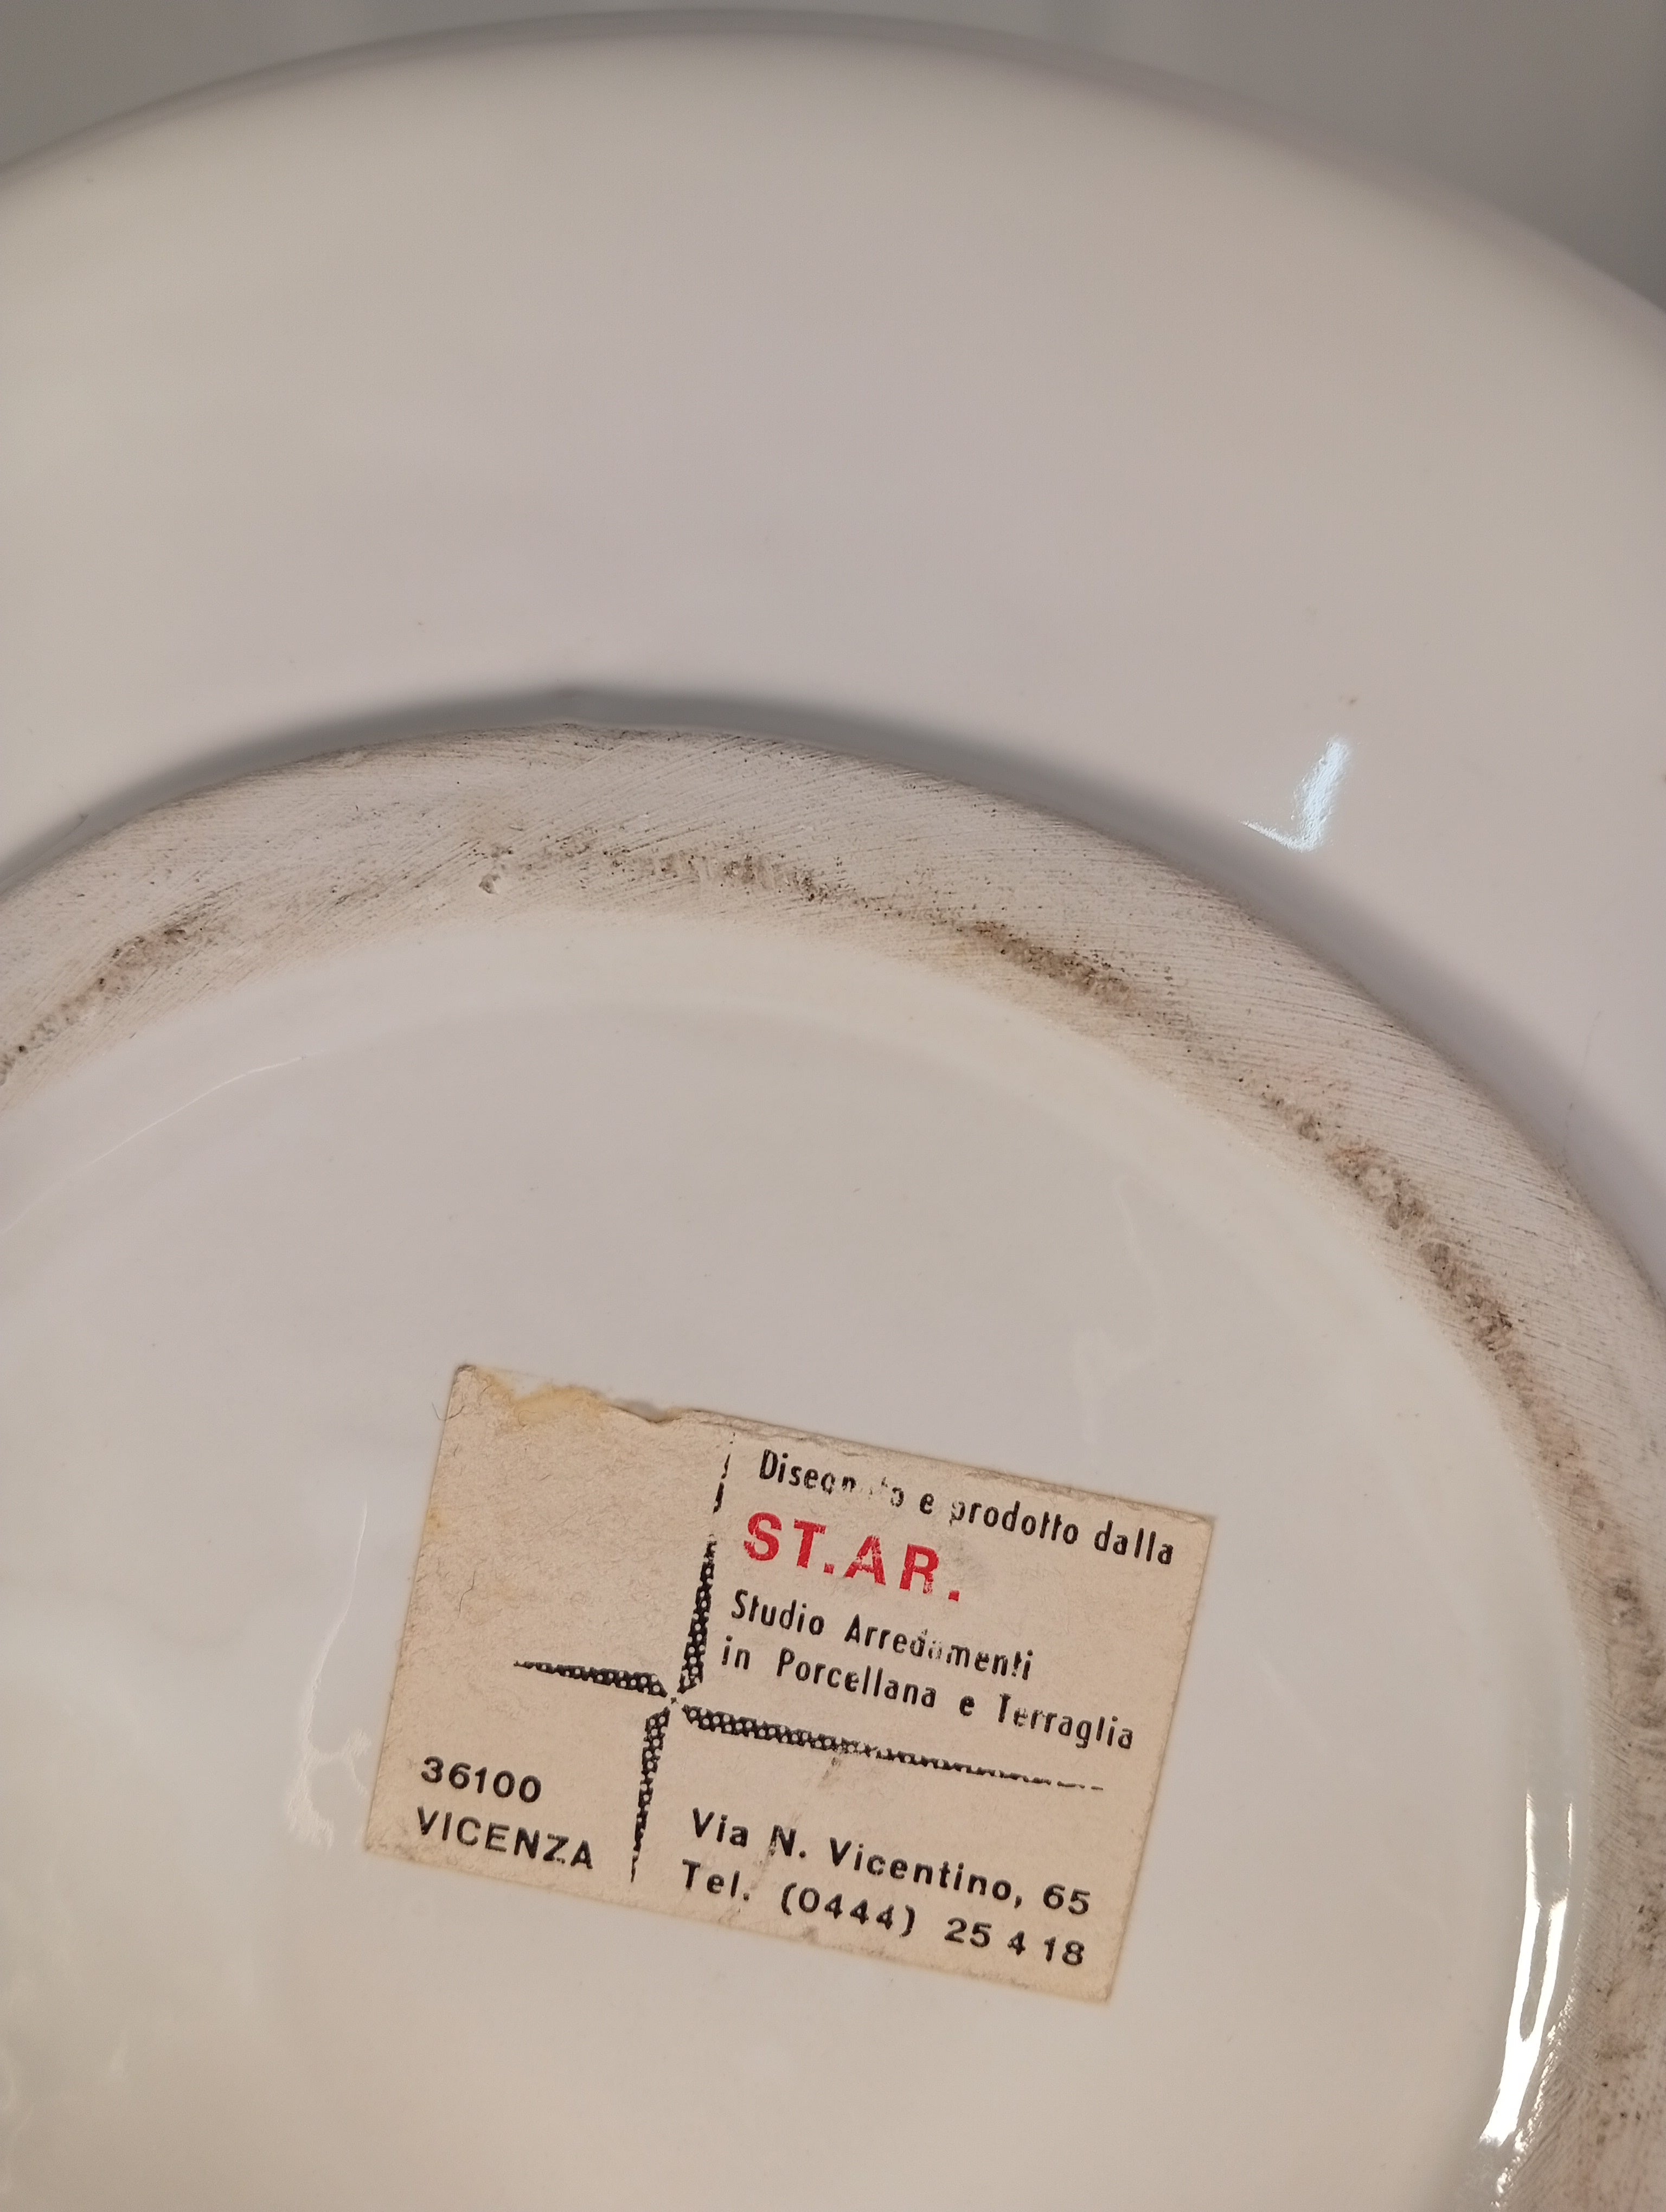 Disegnato e prodotto dalla
ST.AR.
Studio Arredamenti
in Porcellana e Terraglia
36100
VICENZA
Via N. Vicentino, 65
Tel. (0444) 25 4 18